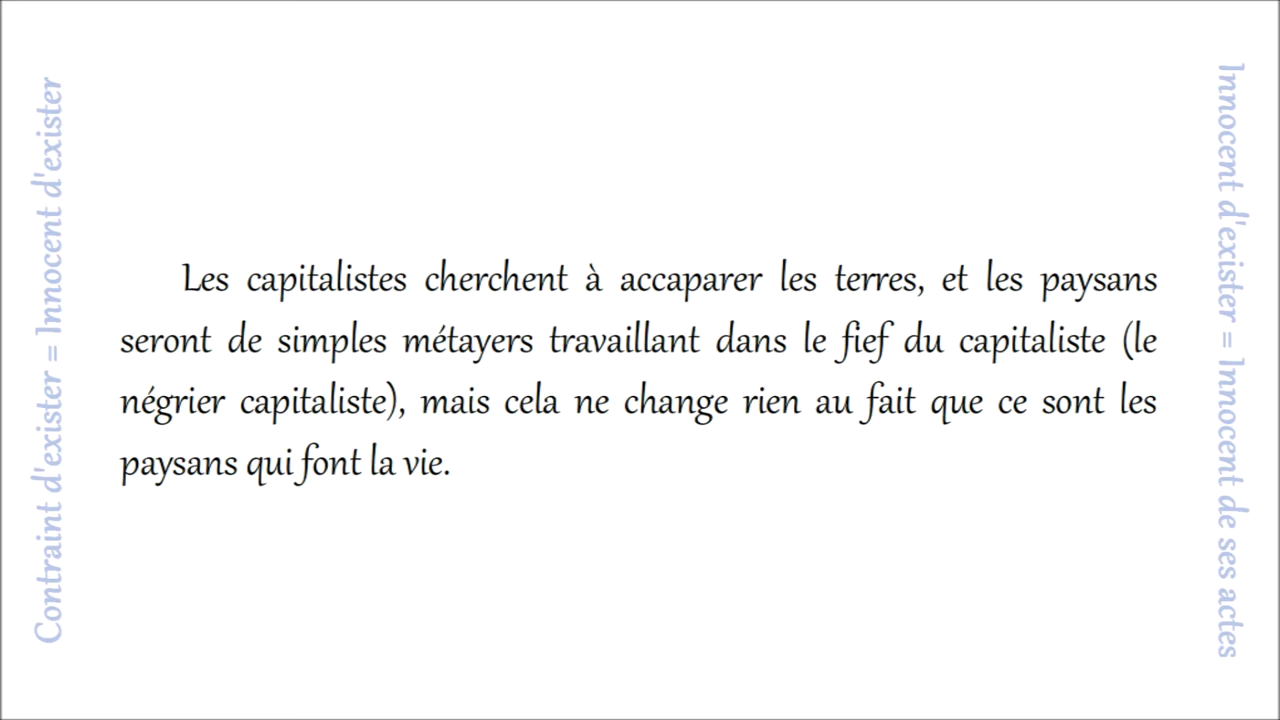 Contraint d'exister = Innocent d'exister
Les capitalistes cherchent à accaparer les terres, et les paysans
seront de simples métayers travaillant dans le fief du capitaliste (le
négrier capitaliste), mais cela ne change rien au fait que ce sont les
paysans qui font la vie.
Innocent d'exister = Innocent de ses actes